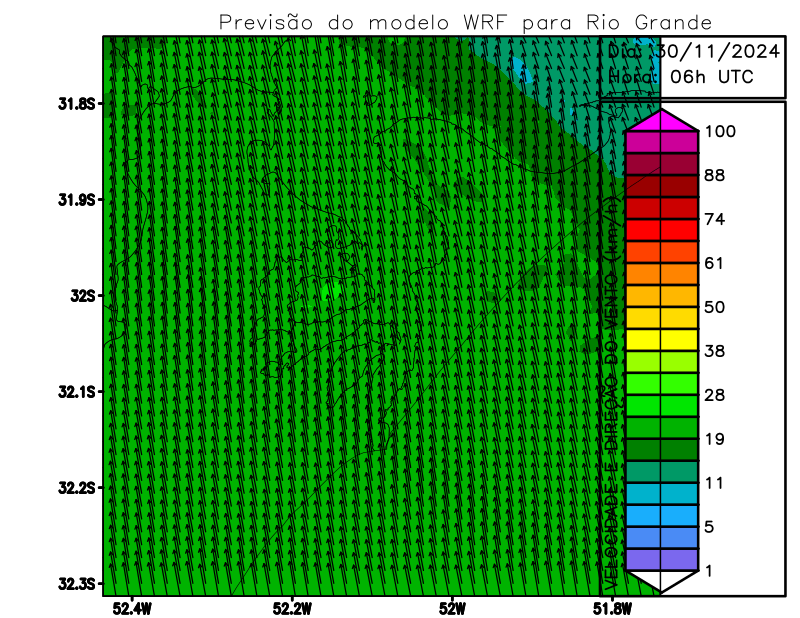 Previsão do modelo WRF para Rio Grande
Dia: 30/11/2024
Hora: 06h UTC
31.8S
31.9S
32S
32.1S
32.2S
32.3S
52.4W
52.2W
52W
51.8W
VELOCIDADE E DIREÇÃO DO VENTO (km/h)
100
88
74
61
50
38
28
19
11
5
1